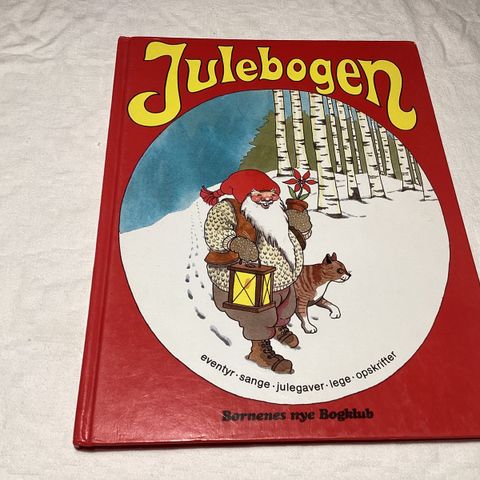 Julebogen
eventyr · sange · julegaver · lege · opskrifter
Børnenes nye Bogklub